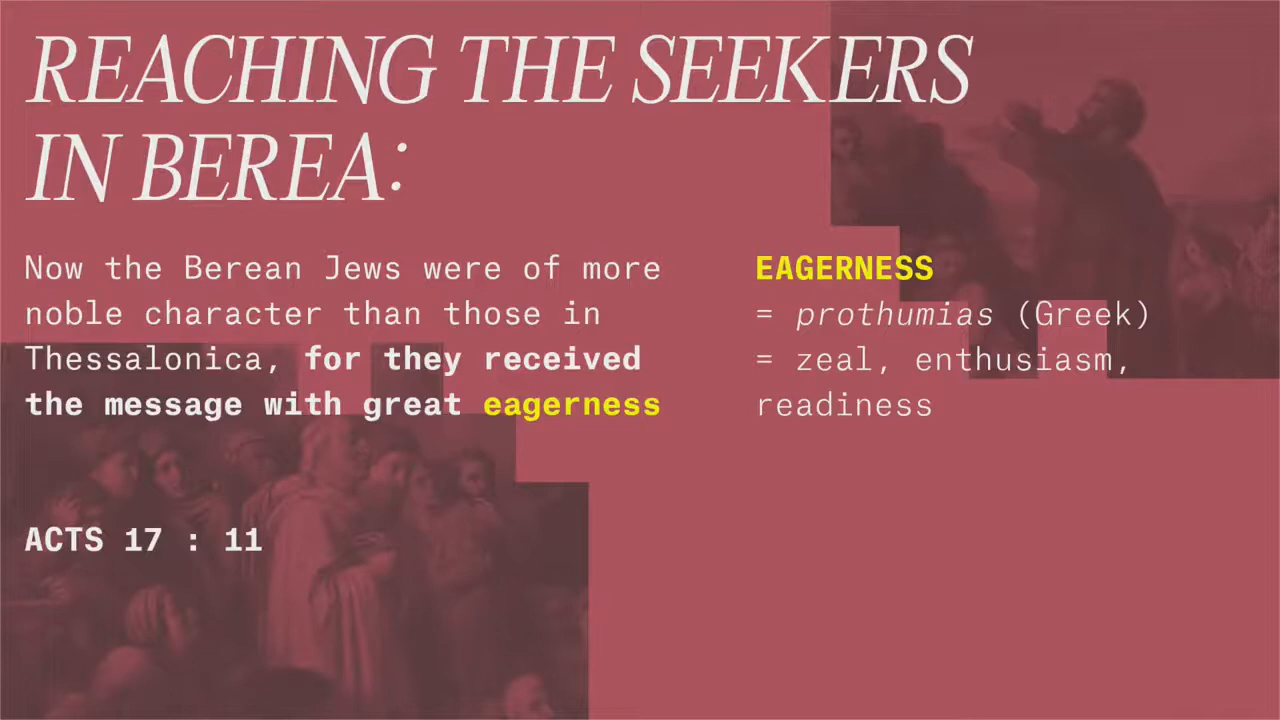 REACHING THE SEEKERS
IN BEREA:
Now the Berean Jews were of more
noble character than those in
Thessalonica, for they received
the message with great eagerness
ACTS 17 : 11
EAGERNESS
= prothumias (Greek)
= zeal, enthusiasm,
readiness